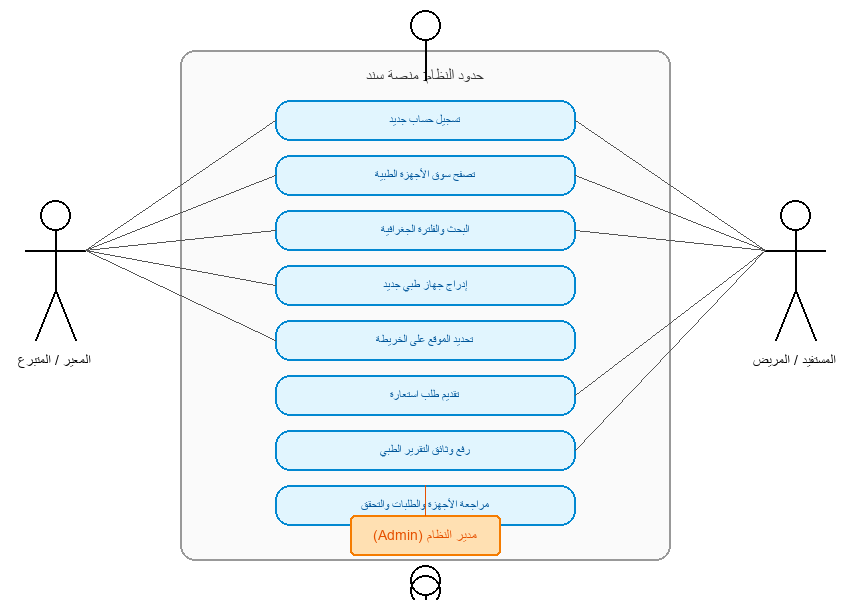 حدود النظام: منصة سند
تسجيل حساب جديد
تصفح سوق الأجهزة الطبية
البحث والفلترة الجغرافية
إدراج جهاز طبي جديد
تحديد الموقع على الخريطة
المعير / المتبرع
المستفيد / المريض
تقديم طلب استعارة
رفع وثائق التقرير الطبي
مراجعة الأجهزة والطلبات والتحقق
مدير النظام (Admin)